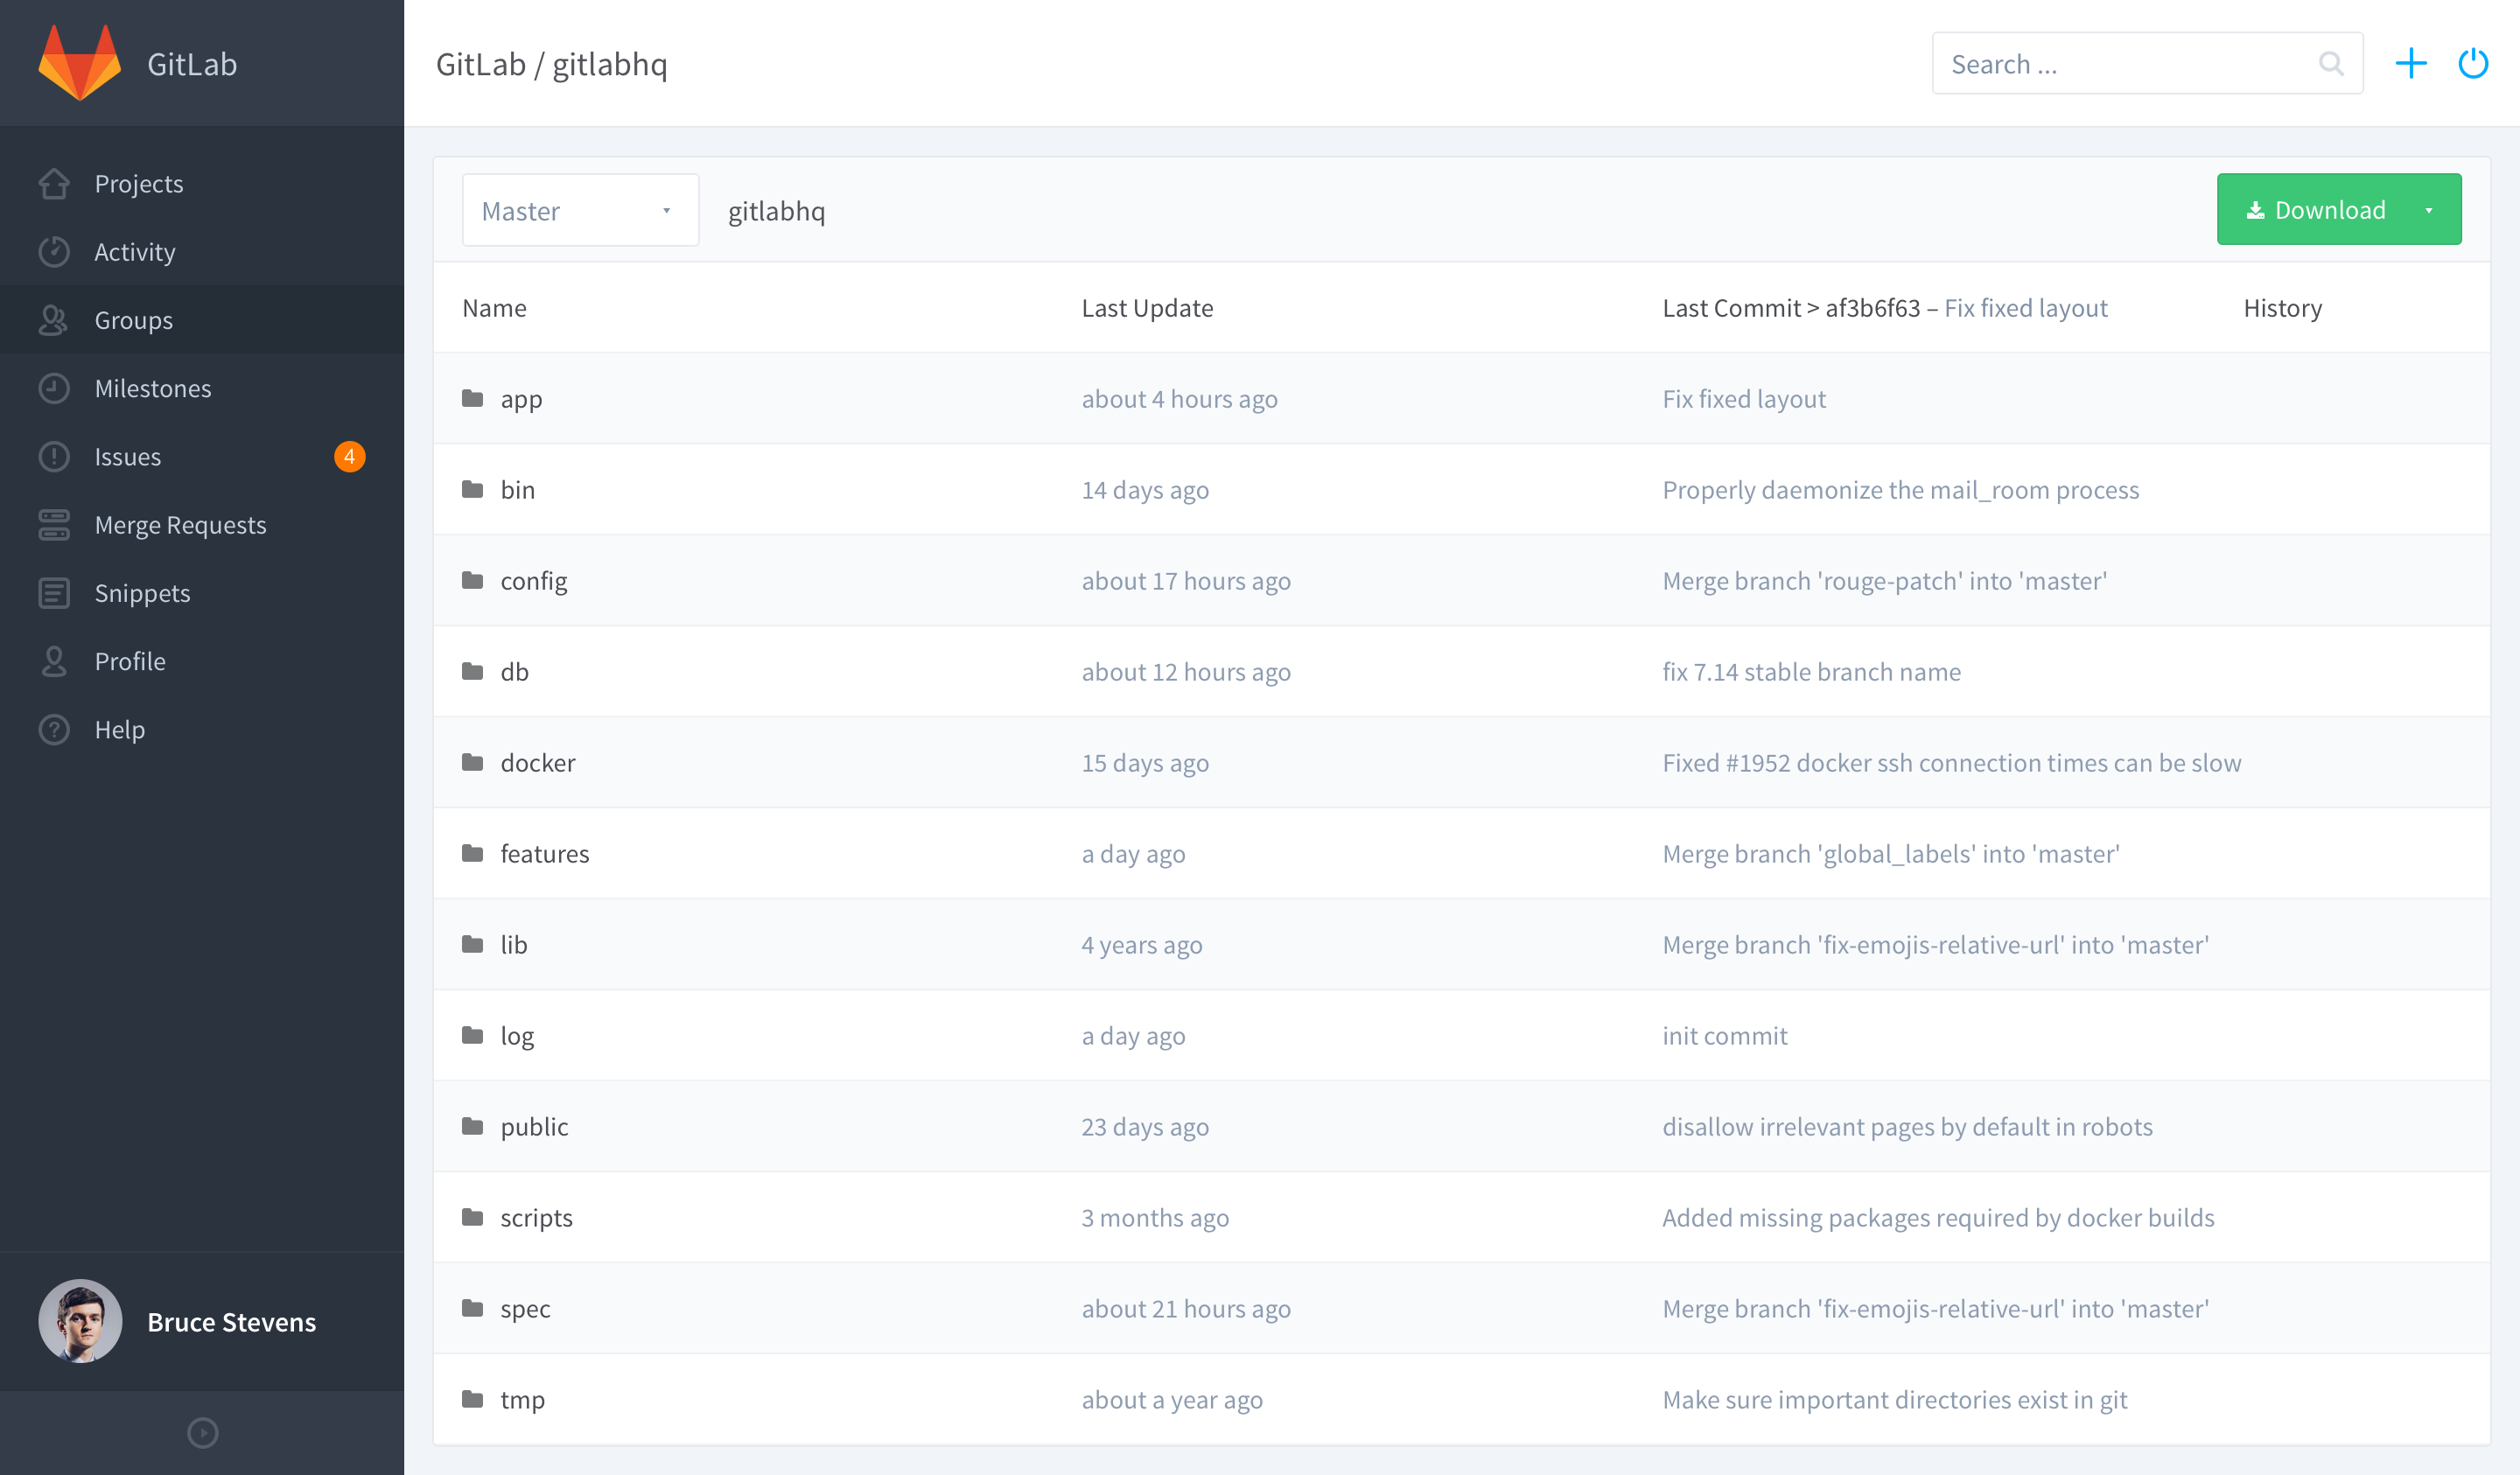 GitLab
GitLab / gitlabhq
Search ...
Projects
Activity
Groups
Milestones
Issues 4
Merge Requests
Snippets
Profile
Help
Bruce Stevens
Master gitlabhq Download
Name Last Update Last Commit > af3b6f63 – Fix fixed layout History
app about 4 hours ago Fix fixed layout
bin 14 days ago Properly daemonize the mail_room process
config about 17 hours ago Merge branch 'rouge-patch' into 'master'
db about 12 hours ago fix 7.14 stable branch name
docker 15 days ago Fixed #1952 docker ssh connection times can be slow
features a day ago Merge branch 'global_labels' into 'master'
lib 4 years ago Merge branch 'fix-emojis-relative-url' into 'master'
log a day ago init commit
public 23 days ago disallow irrelevant pages by default in robots
scripts 3 months ago Added missing packages required by docker builds
spec about 21 hours ago Merge branch 'fix-emojis-relative-url' into 'master'
tmp about a year ago Make sure important directories exist in git